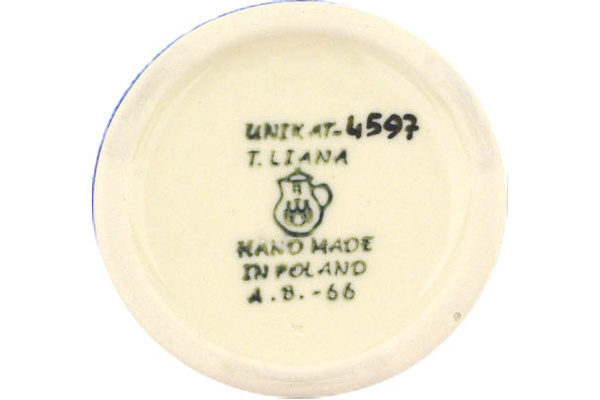 UNIKAT-4597
T. LIANA
HAND MADE
IN POLAND
A.B.-66